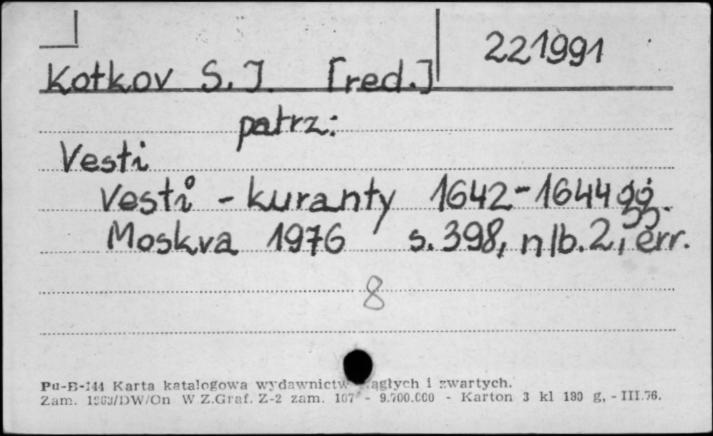 221991
Kotkov S. I. [red.]
patrz:
Vesti
Vesti - kuranty 1642-1644 gg.
Moskva 1976 s. 398, nlb. 2, err.
8
Pu-B-144 Karta katalogowa wydawnictw ciągłych i zwartych.
Zam. DW/On W Z.Graf. Z-2 zam. 107 - 9.700.000 - Karton 3 kl 180 g, - III.76.